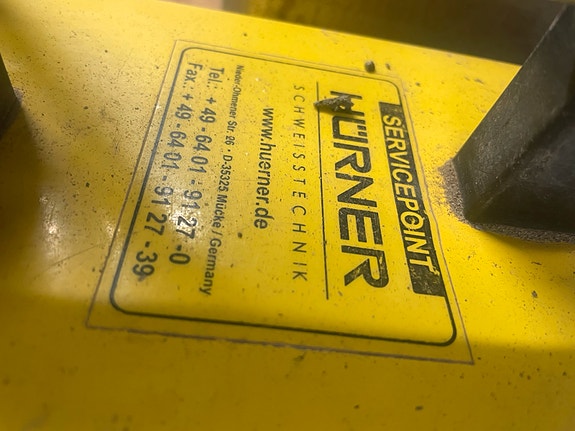 SERVICEPOINT
HÜRNER
SCHWEISSTECHNIK
www.huerner.de
Nieder-Ohmener Str. 26 · D-35325 Mücke / Germany
Tel.: + 49 - 64 01 - 91 27 -0
Fax.: + 49 - 64 01 - 91 27 - 39